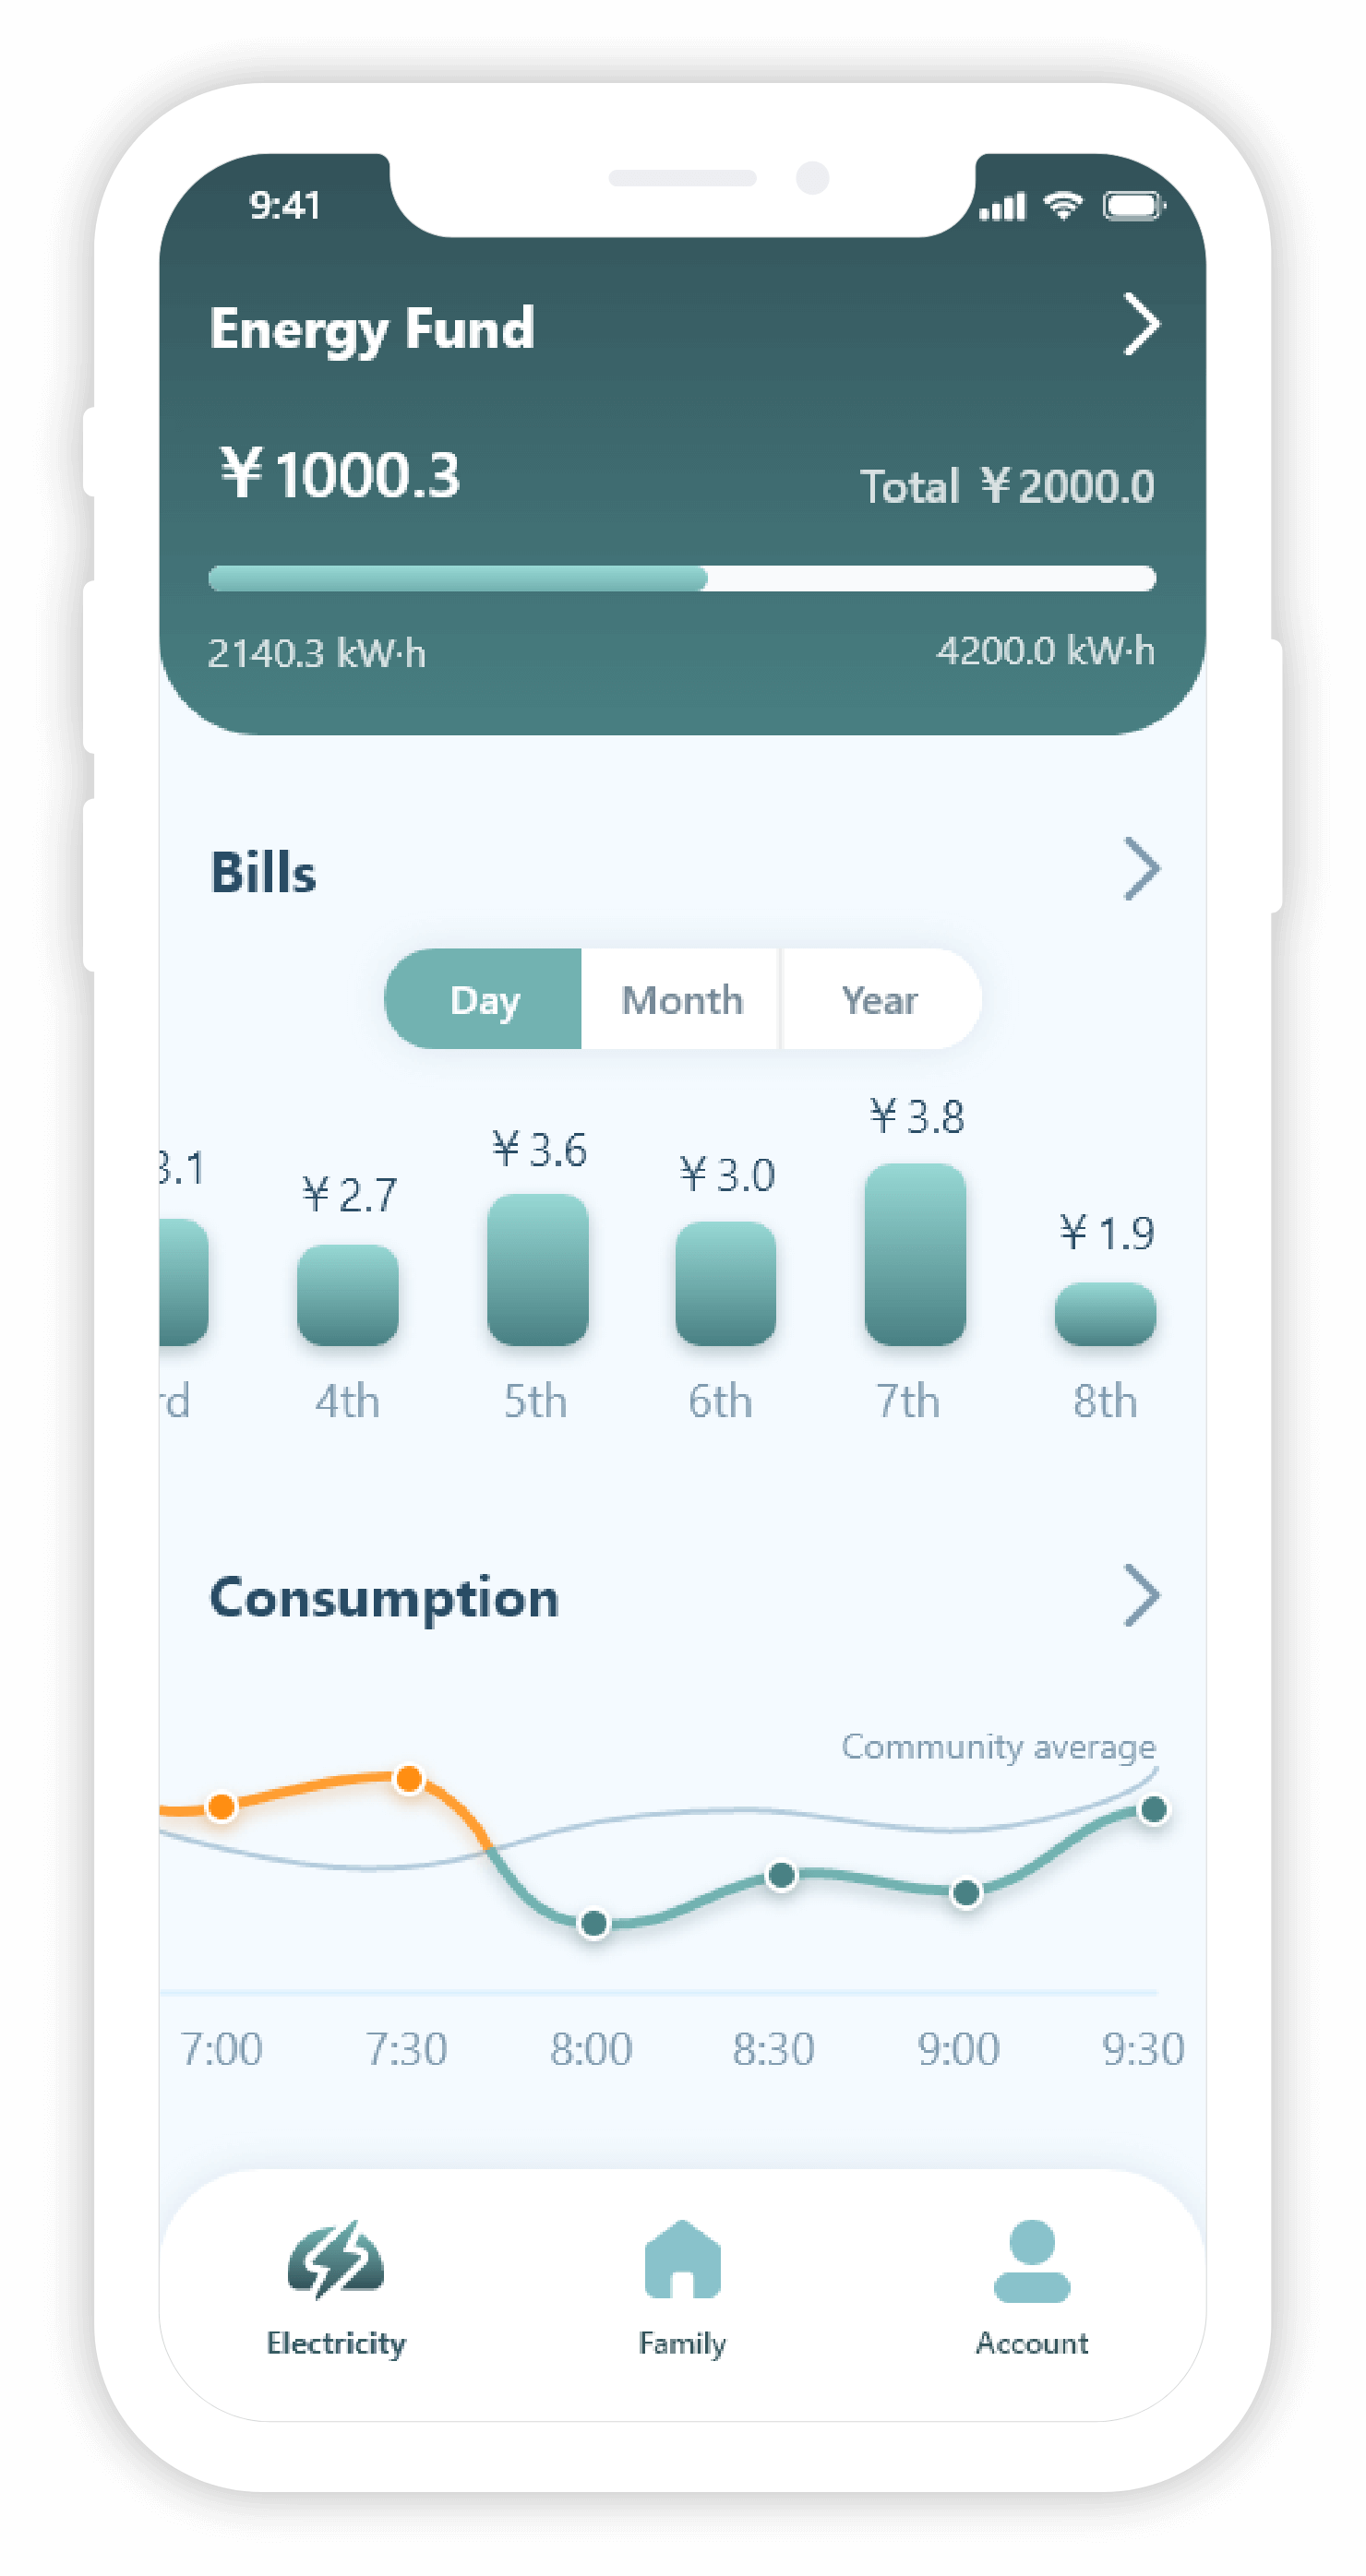 9:41
Energy Fund
￥1000.3
Total ￥2000.0
2140.3 kW·h
4200.0 kW·h
Bills
Day Month Year
3.1 ￥2.7 ￥3.6 ￥3.0 ￥3.8 ￥1.9
rd 4th 5th 6th 7th 8th
Consumption
Community average
7:00 7:30 8:00 8:30 9:00 9:30
Electricity Family Account